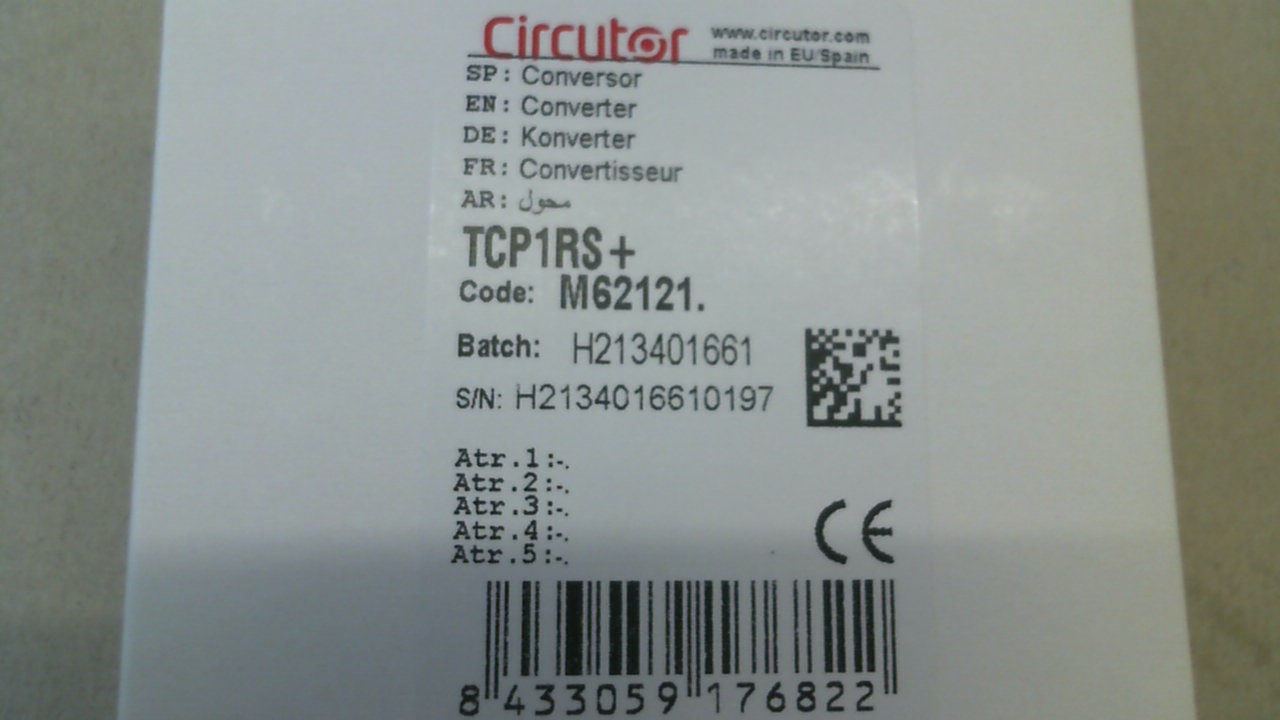 Circutor
www.circutor.com
made in EU/Spain
SP: Conversor
EN: Converter
DE: Konverter
FR: Convertisseur
AR: محول
TCP1RS+
Code: M62121.
Batch: H213401661
S/N: H2134016610197
Atr.1:-.
Atr.2:-.
Atr.3:-.
Atr.4:-.
Atr.5:-.
CE
8 433059 176822